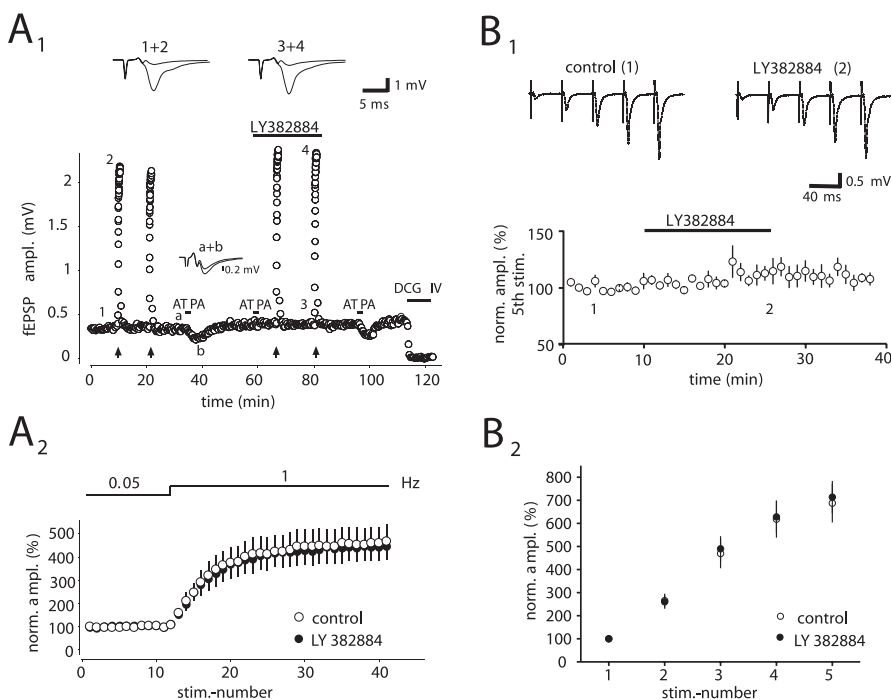 A1
1+2
3+4
1 mV
5 ms
LY382884
2
4
a+b
0.2 mV
DCG IV
1
ATPA
a
b
ATPA
3
ATPA
fEPSP ampl. (mV)
2
1.5
1
0.5
0
0 20 40 60 80 100 120
time (min)
B1
control (1)
LY382884 (2)
0.5 mV
40 ms
LY382884
norm. ampl. (%)
5th stim.
150
100
50
1
2
0 10 20 30 40
time (min)
A2
0.05
1
Hz
norm. ampl. (%)
500
400
300
200
100
0
control
LY 382884
0 10 20 30 40
stim.-number
B2
norm. ampl. (%)
800
700
600
500
400
300
200
100
0
control
LY 382884
1 2 3 4 5
stim.-number